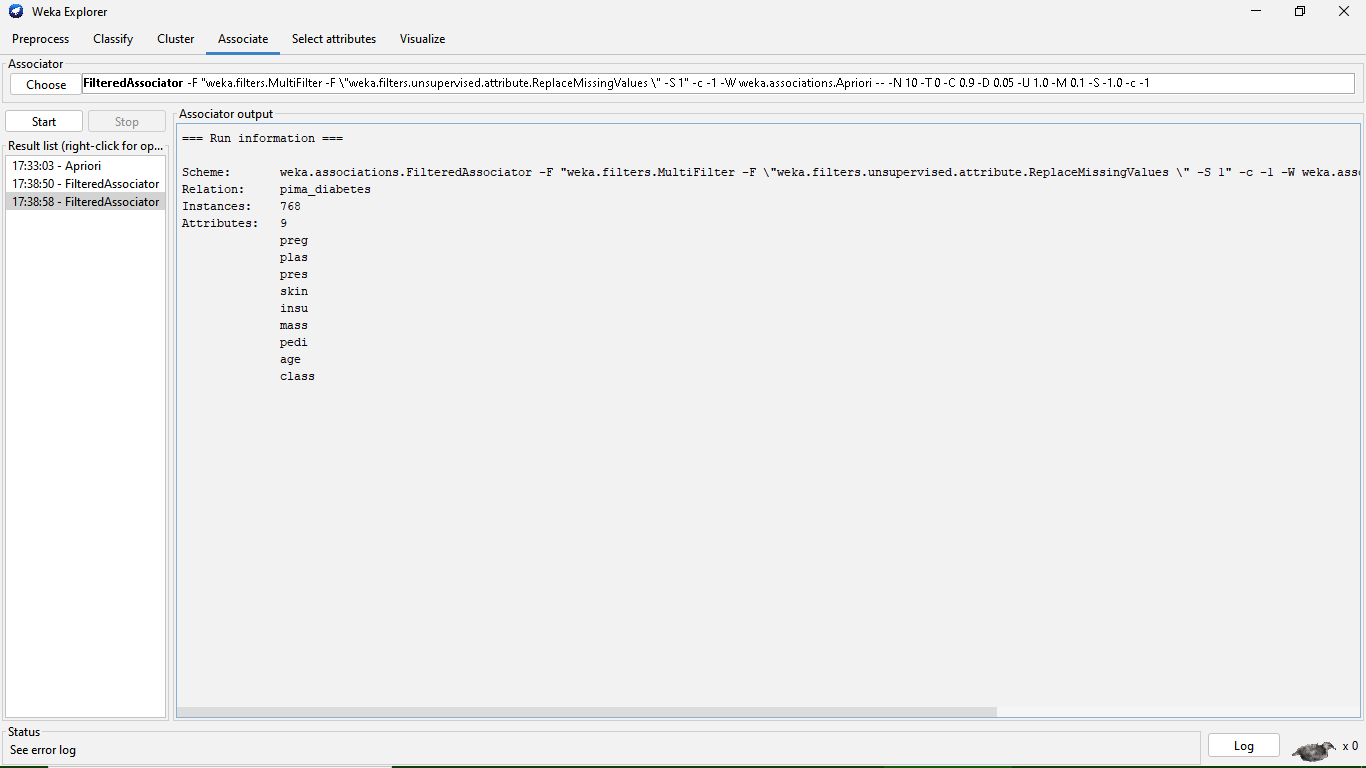 Weka Explorer
Preprocess Classify Cluster Associate Select attributes Visualize
Associator
Choose FilteredAssociator -F "weka.filters.MultiFilter -F \"weka.filters.unsupervised.attribute.ReplaceMissingValues \" -S 1" -c -1 -W weka.associations.Apriori -- -N 10 -T 0 -C 0.9 -D 0.05 -U 1.0 -M 0.1 -S -1.0 -c -1
Start Stop
Result list (right-click for op...
17:33:03 - Apriori
17:38:50 - FilteredAssociator
17:38:58 - FilteredAssociator
Associator output
=== Run information ===
Scheme: weka.associations.FilteredAssociator -F "weka.filters.MultiFilter -F \"weka.filters.unsupervised.attribute.ReplaceMissingValues \" -S 1" -c -1 -W weka.ass
Relation: pima_diabetes
Instances: 768
Attributes: 9
preg
plas
pres
skin
insu
mass
pedi
age
class
Status
See error log
Log x 0